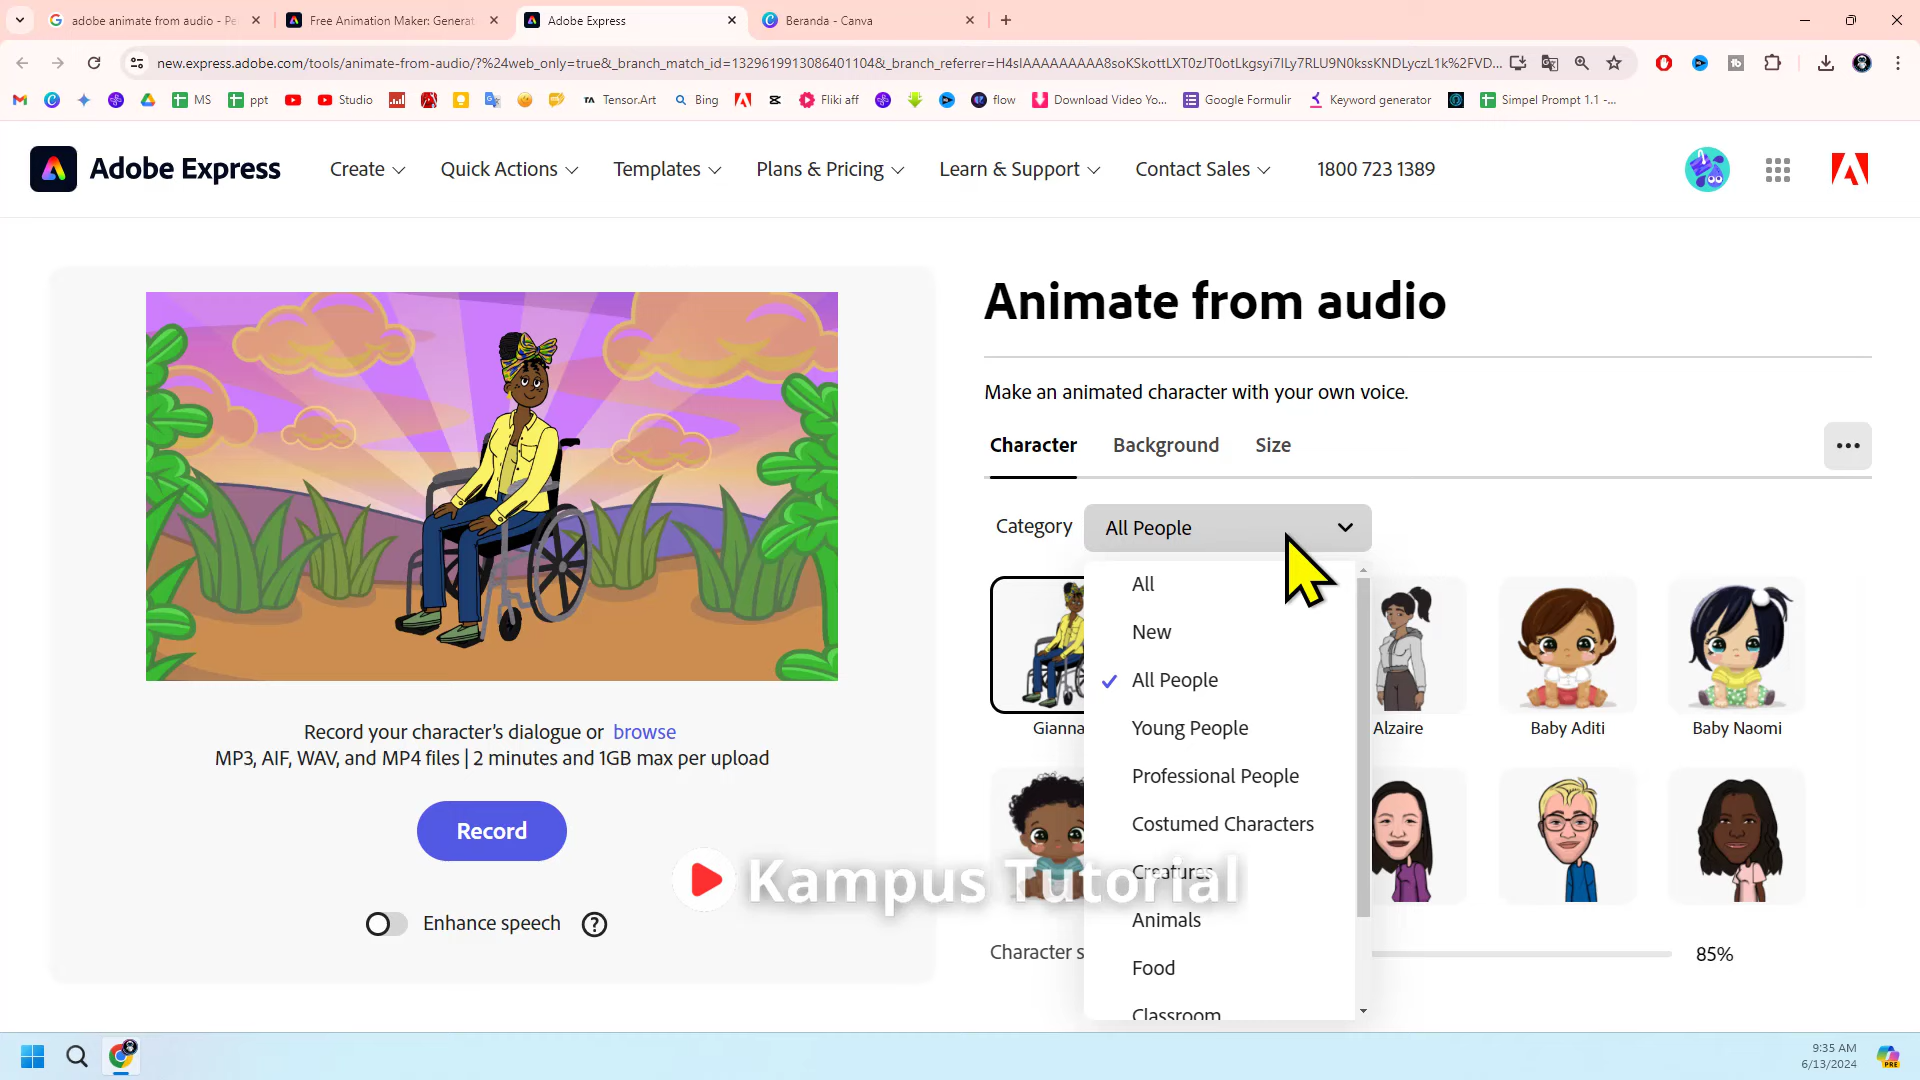 adobe animate from audio - Pe
Free Animation Maker: Generat
Adobe Express
Beranda - Canva
new.express.adobe.com/tools/animate-from-audio/?%24web_only=true&_branch_match_id=1329619913086401104&_branch_referrer=H4sIAAAAAAAAA8soKSkottLXT0zJT0otLkgsyi7ILy7RLU9N0kssKNDLyczL1k%2FVD...
MS
ppt
Studio
TA Tensor.Art
Bing
Fliki aff
flow
Download Video Yo...
Google Formulir
Keyword generator
Simpel Prompt 1.1 -...
Adobe Express
Create
Quick Actions
Templates
Plans & Pricing
Learn & Support
Contact Sales
1800 723 1389
Animate from audio
Make an animated character with your own voice.
Character
Background
Size
Category
All People
All
New
All People
Young People
Professional People
Costumed Characters
Creatures
Animals
Food
Classroom
Gianna
Alzaire
Baby Aditi
Baby Naomi
Character s
85%
Record your character's dialogue or browse
MP3, AIF, WAV, and MP4 files | 2 minutes and 1GB max per upload
Record
Enhance speech
Kampus Tutorial
9:35 AM
6/13/2024
PRE